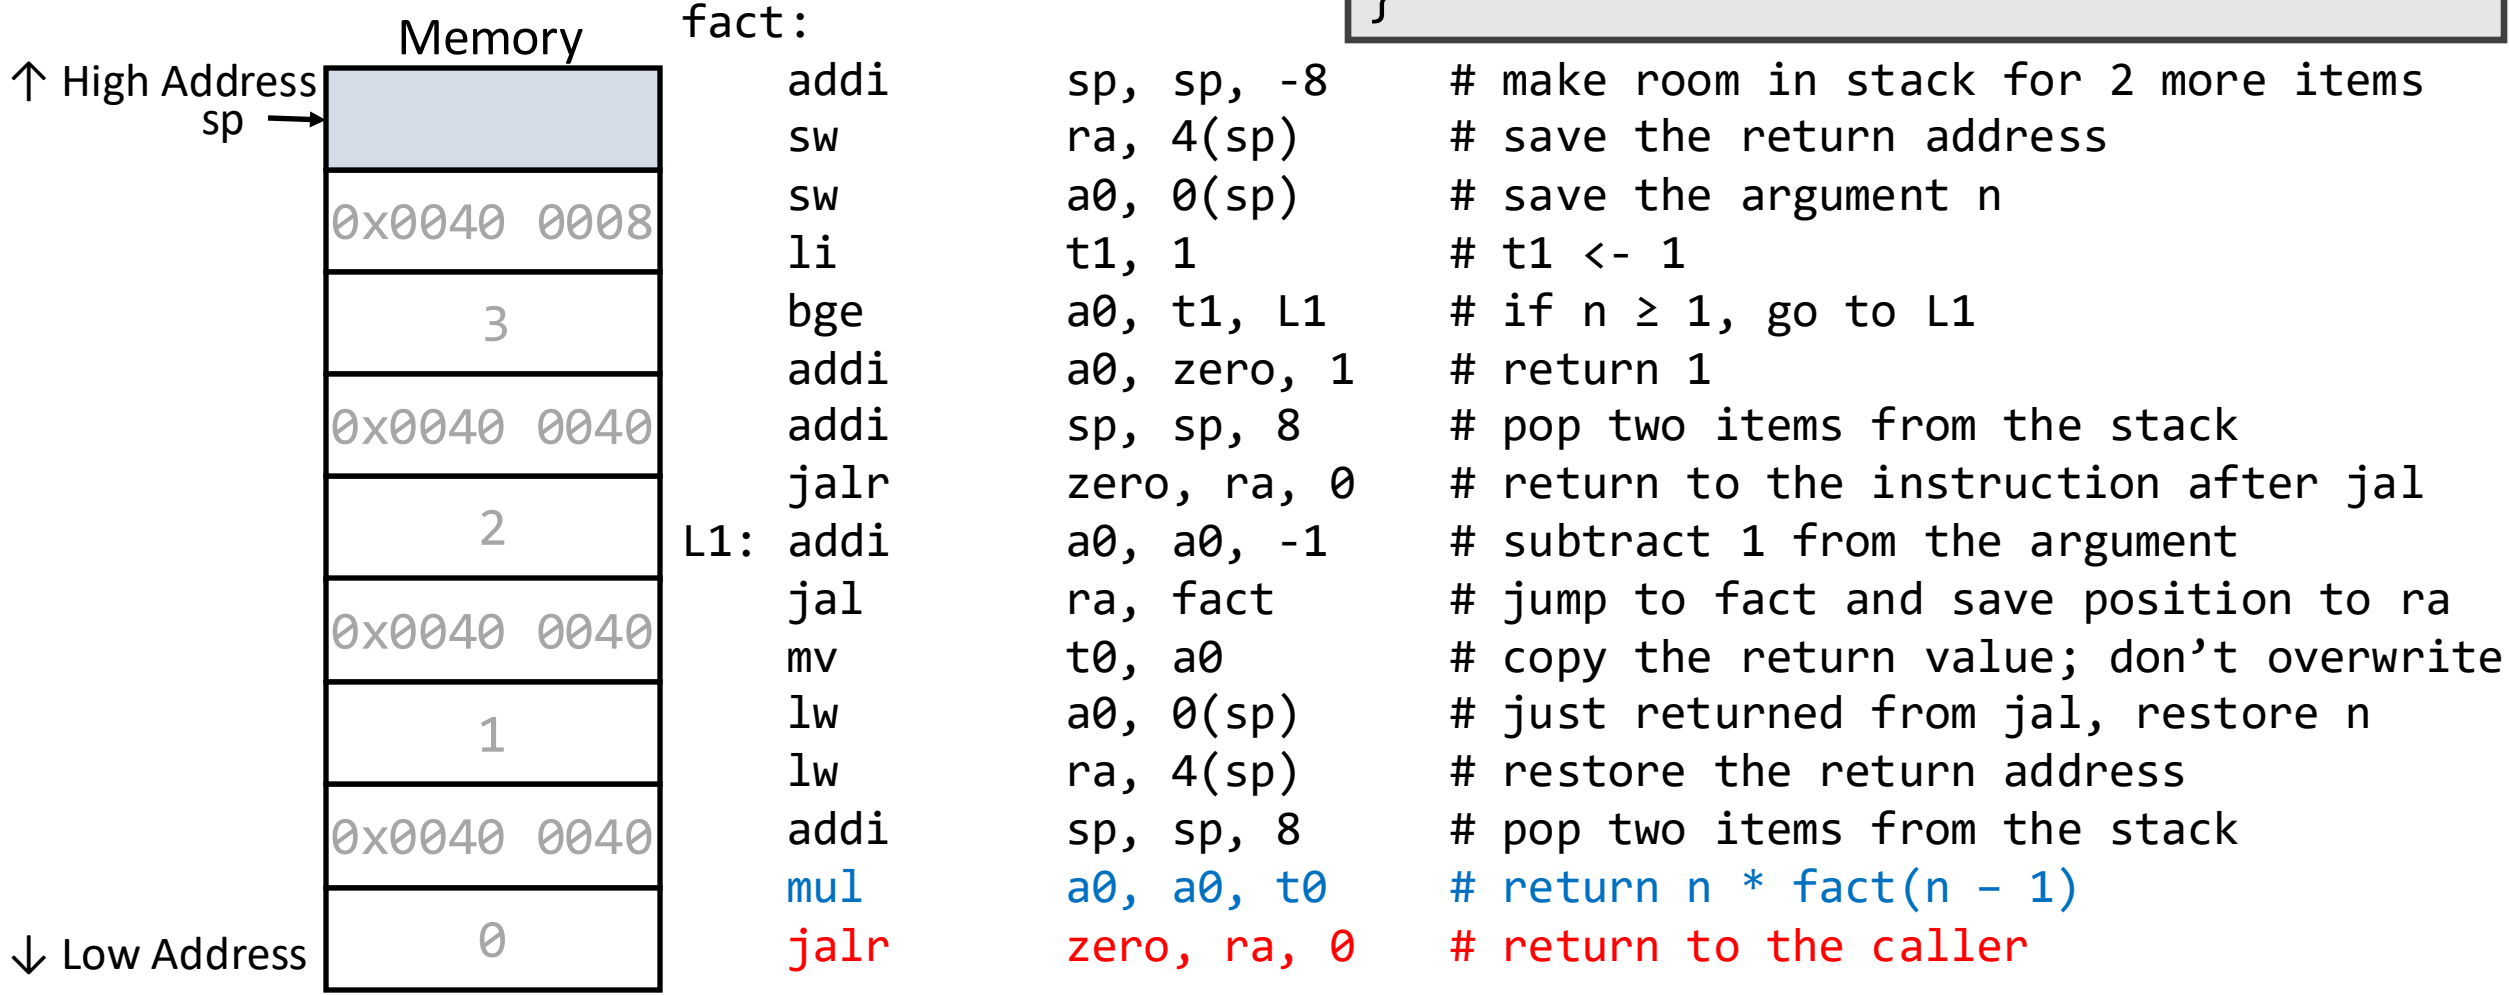 }
fact:
Memory
↑ High Address
sp
0x0040 0008
3
0x0040 0040
2
0x0040 0040
1
0x0040 0040
0
↓ Low Address
addi sp, sp, -8 # make room in stack for 2 more items
sw ra, 4(sp) # save the return address
sw a0, 0(sp) # save the argument n
li t1, 1 # t1 <- 1
bge a0, t1, L1 # if n ≥ 1, go to L1
addi a0, zero, 1 # return 1
addi sp, sp, 8 # pop two items from the stack
jalr zero, ra, 0 # return to the instruction after jal
L1: addi a0, a0, -1 # subtract 1 from the argument
jal ra, fact # jump to fact and save position to ra
mv t0, a0 # copy the return value; don’t overwrite
lw a0, 0(sp) # just returned from jal, restore n
lw ra, 4(sp) # restore the return address
addi sp, sp, 8 # pop two items from the stack
mul a0, a0, t0 # return n * fact(n – 1)
jalr zero, ra, 0 # return to the caller